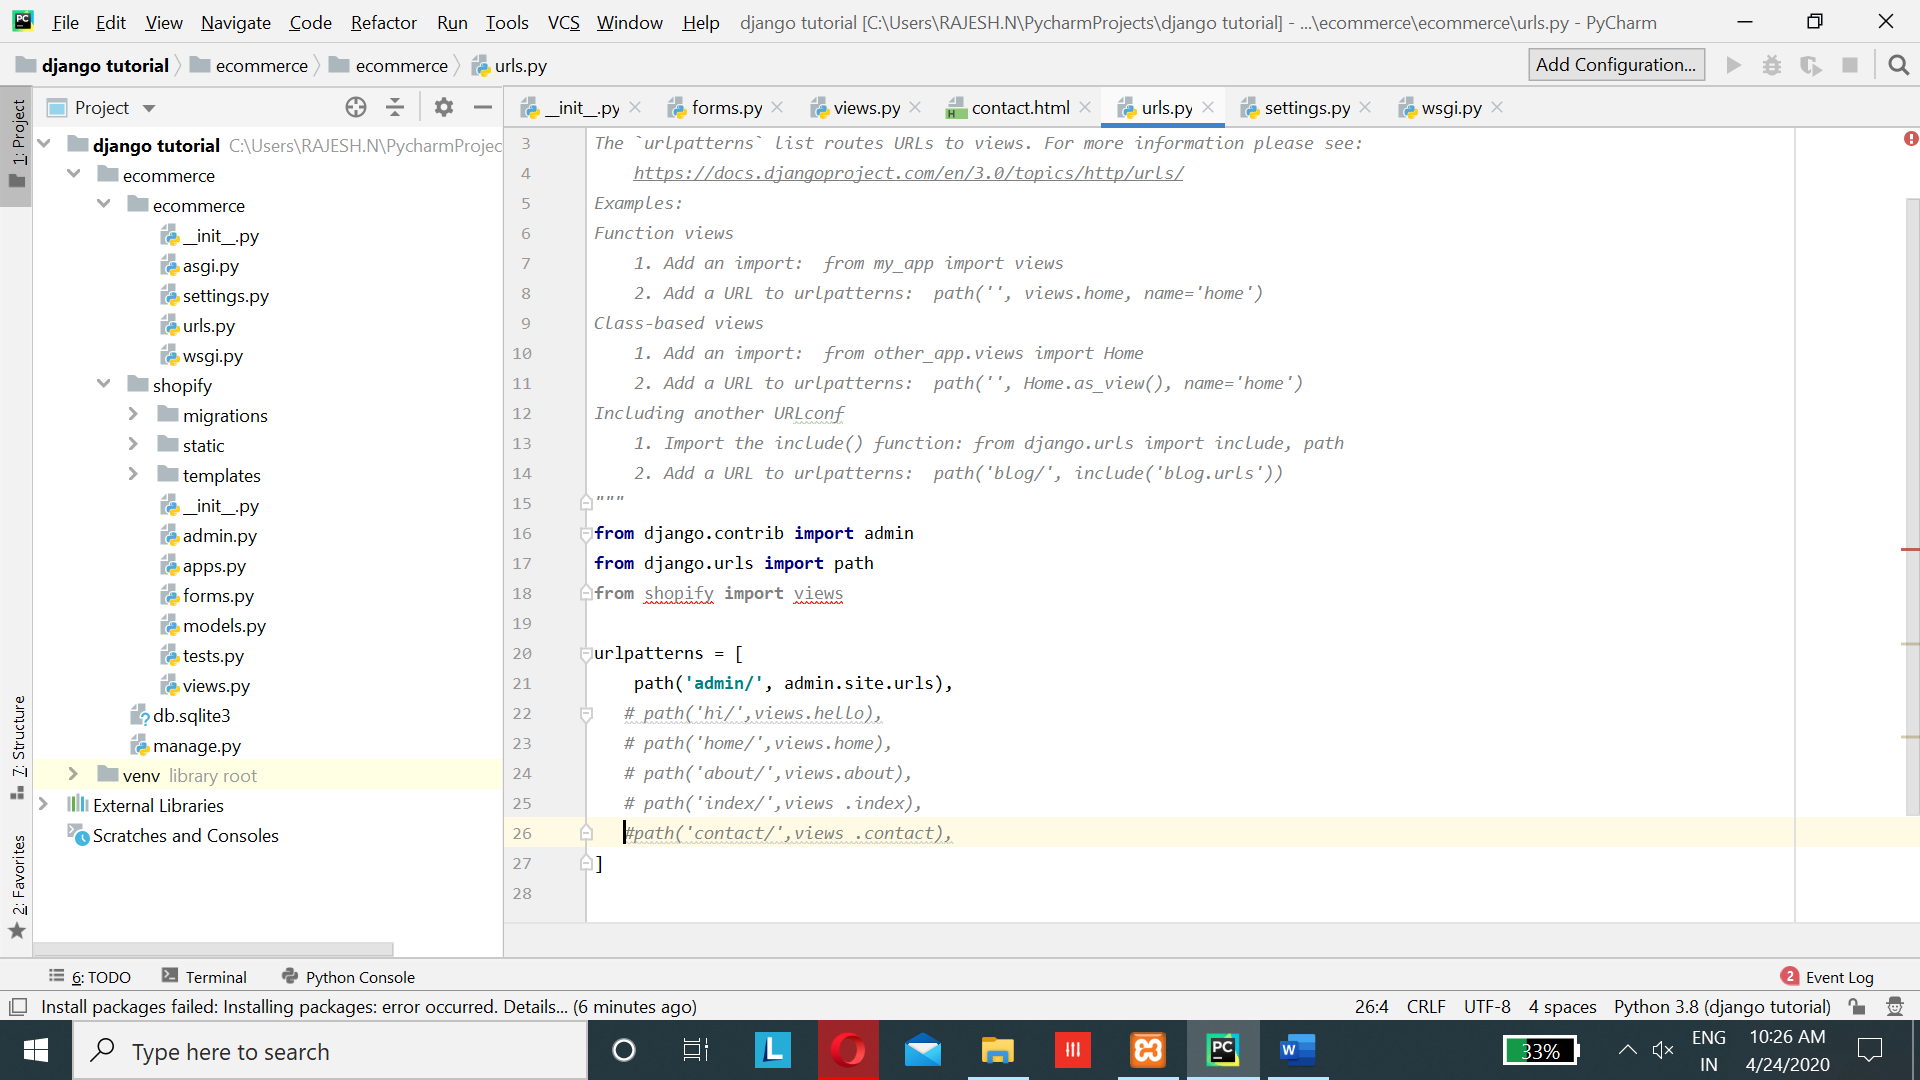 File Edit View Navigate Code Refactor Run Tools VCS Window Help django tutorial [C:\Users\RAJESH.N\PycharmProjects\django tutorial] - ...\ecommerce\ecommerce\urls.py - PyCharm
django tutorial ecommerce ecommerce urls.py Add Configuration...
Project __init__.py forms.py views.py contact.html urls.py settings.py wsgi.py
1: Project
7: Structure
2: Favorites
django tutorial C:\Users\RAJESH.N\PycharmProjec
ecommerce
ecommerce
__init__.py
asgi.py
settings.py
urls.py
wsgi.py
shopify
migrations
static
templates
__init__.py
admin.py
apps.py
forms.py
models.py
tests.py
views.py
db.sqlite3
manage.py
venv library root
External Libraries
Scratches and Consoles
3 The `urlpatterns` list routes URLs to views. For more information please see:
4 https://docs.djangoproject.com/en/3.0/topics/http/urls/
5 Examples:
6 Function views
7 1. Add an import:  from my_app import views
8 2. Add a URL to urlpatterns:  path('', views.home, name='home')
9 Class-based views
10 1. Add an import:  from other_app.views import Home
11 2. Add a URL to urlpatterns:  path('', Home.as_view(), name='home')
12 Including another URLconf
13 1. Import the include() function: from django.urls import include, path
14 2. Add a URL to urlpatterns:  path('blog/', include('blog.urls'))
15 """
16 from django.contrib import admin
17 from django.urls import path
18 from shopify import views
19
20 urlpatterns = [
21 path('admin/', admin.site.urls),
22 # path('hi/',views.hello),
23 # path('home/',views.home),
24 # path('about/',views.about),
25 # path('index/',views .index),
26 #path('contact/',views .contact),
27 ]
28
6: TODO Terminal Python Console 2 Event Log
Install packages failed: Installing packages: error occurred. Details... (6 minutes ago) 26:4 CRLF UTF-8 4 spaces Python 3.8 (django tutorial)
Type here to search L PC W 33% ENG 10:26 AM
IN 4/24/2020